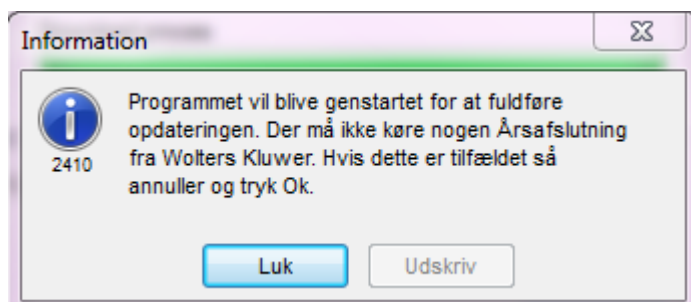 Information
Programmet vil blive genstartet for at fuldføre
opdateringen. Der må ikke køre nogen Årsafslutning
fra Wolters Kluwer. Hvis dette er tilfældet så
annuller og tryk Ok.
2410
Luk
Udskriv